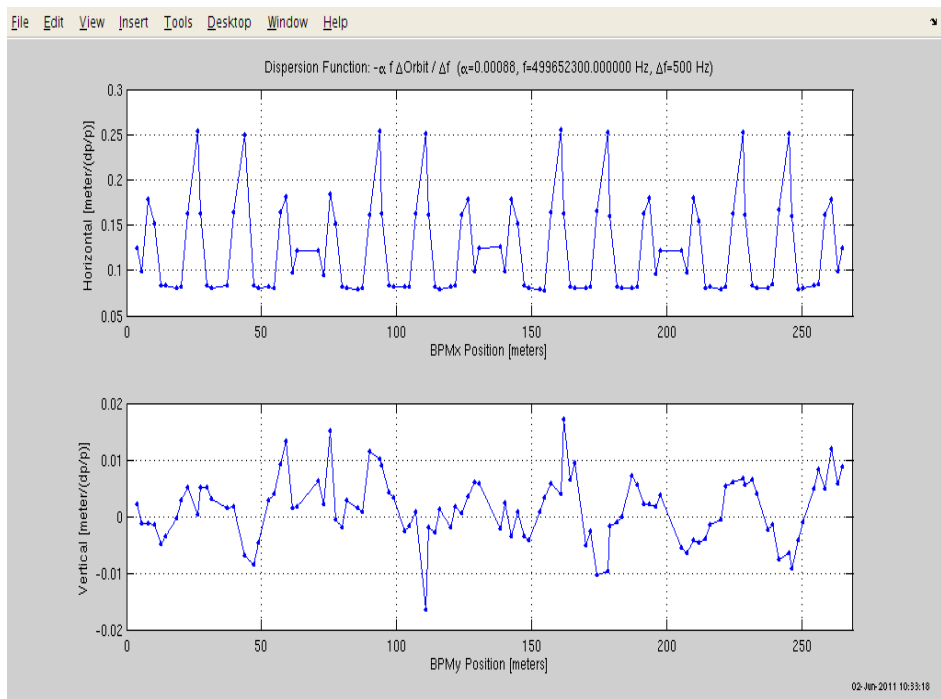 File Edit View Insert Tools Desktop Window Help
Dispersion Function: -α f ΔOrbit / Δf (α=0.00088, f=499652300.000000 Hz, Δf=500 Hz)
0.3
0.25
0.2
0.15
0.1
0.05
Horizontal [meter/(dp/p)]
0 50 100 150 200 250
BPMx Position [meters]
0.02
0.01
0
-0.01
-0.02
Vertical [meter/(dp/p)]
0 50 100 150 200 250
BPMy Position [meters]
02-Jun-2011 10:33:18